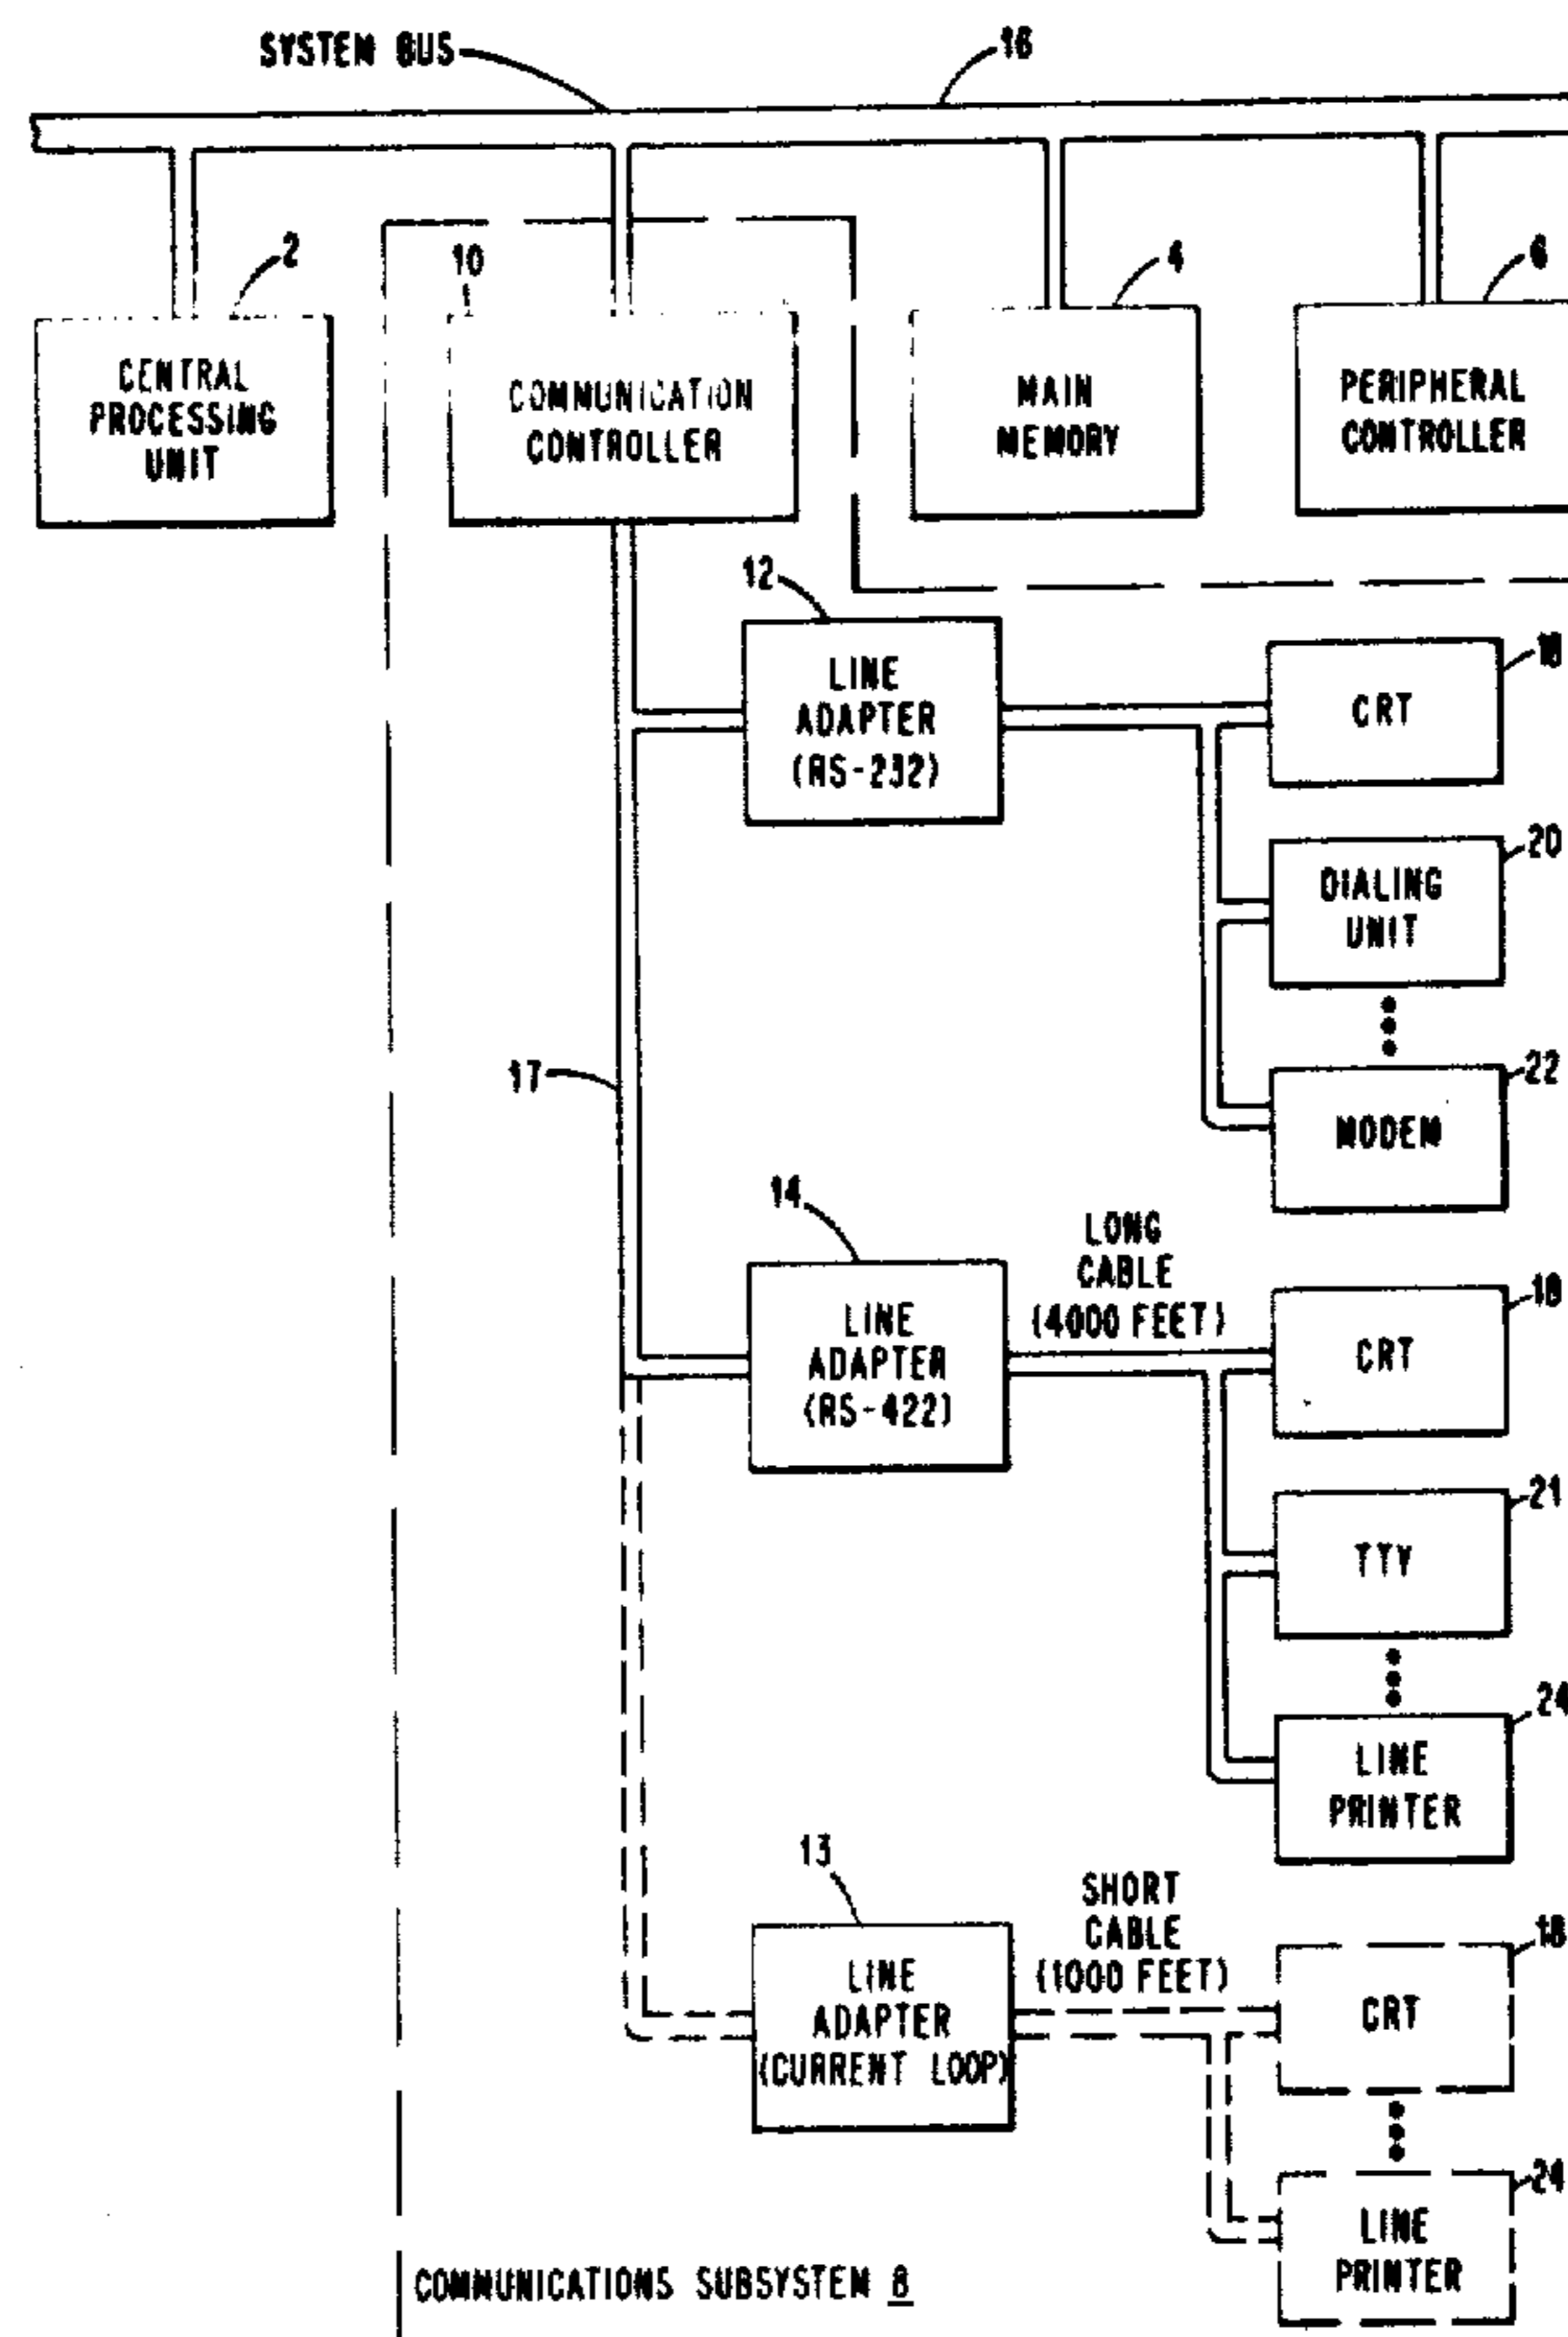 SYSTEM BUS
16
2
10
4
6
CENTRAL
PROCESSING
UNIT
COMMUNICATION
CONTROLLER
MAIN
MEMORY
PERIPHERAL
CONTROLLER
12
LINE
ADAPTER
(RS-232)
18
CRT
20
DIALING
UNIT
17
22
MODEM
14
LINE
ADAPTER
(RS-422)
LONG
CABLE
(4000 FEET)
18
CRT
21
TTY
24
LINE
PRINTER
13
LINE
ADAPTER
(CURRENT LOOP)
SHORT
CABLE
(1000 FEET)
18
CRT
24
LINE
PRINTER
COMMUNICATIONS SUBSYSTEM 8